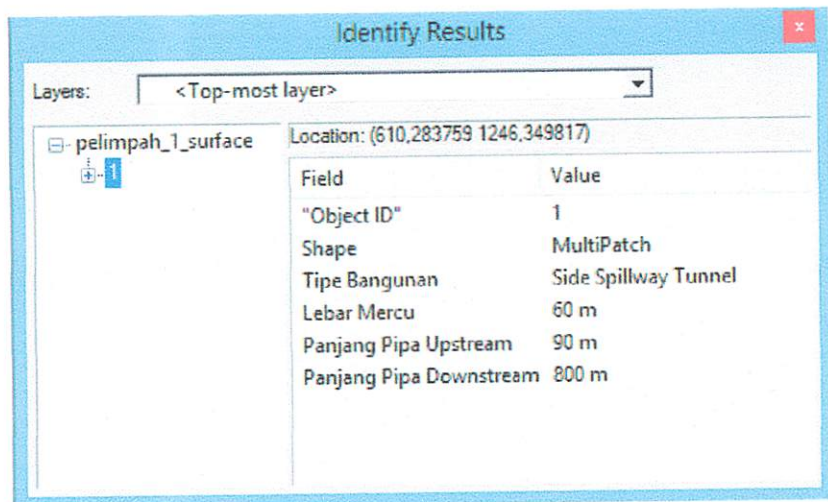 Identify Results
x
Layers: <Top-most layer>
pelimpah_1_surface
1
Location: (610,283759 1246,349817)
Field Value
"Object ID" 1
Shape MultiPatch
Tipe Bangunan Side Spillway Tunnel
Lebar Mercu 60 m
Panjang Pipa Upstream 90 m
Panjang Pipa Downstream 800 m